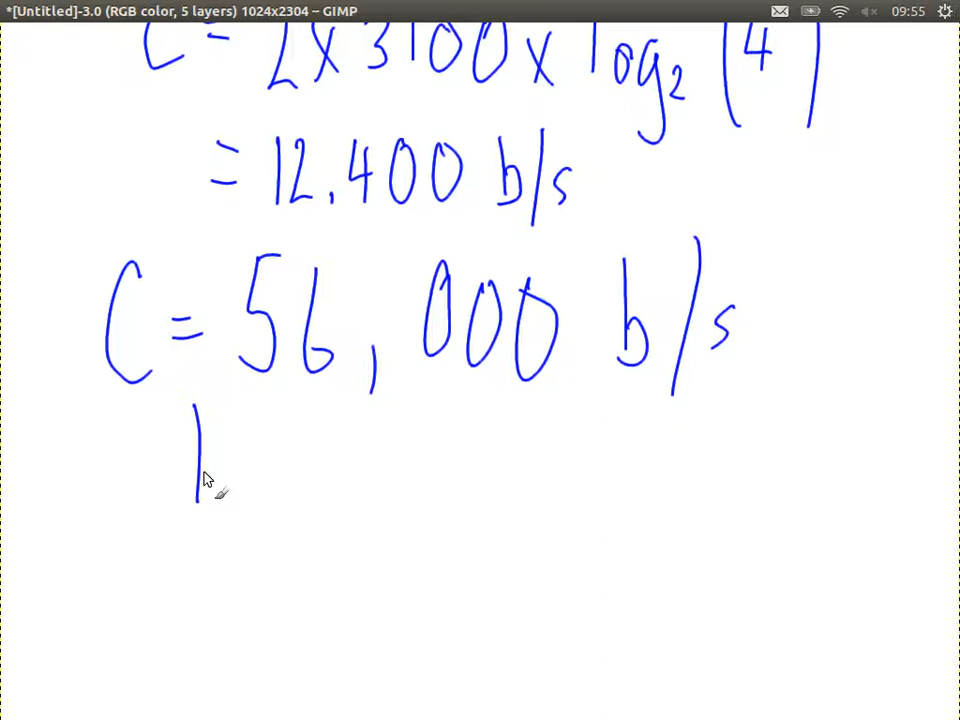 *[Untitled]-3.0 (RGB color, 5 layers) 1024x2304 – GIMP
09:55
C = 2 x 3100 x log2 (4)
= 12,400 b/s
C = 56,000 b/s